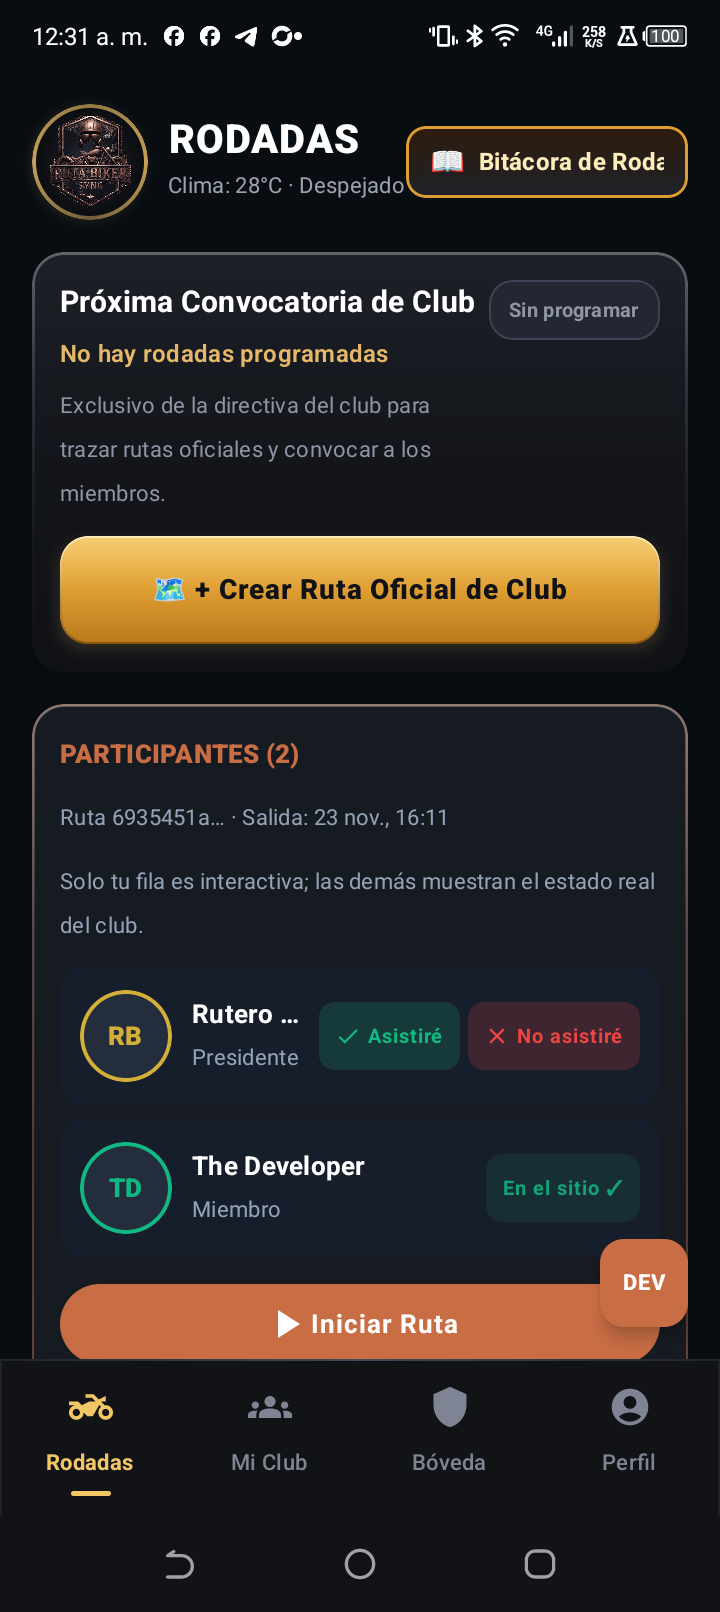 12:31 a. m.
4G
258
K/S
100
RUTA BIKER
SYNC
RODADAS
Clima: 28°C · Despejado
📖 Bitácora de Roda
Próxima Convocatoria de Club
Sin programar
No hay rodadas programadas
Exclusivo de la directiva del club para
trazar rutas oficiales y convocar a los
miembros.
🗺️ + Crear Ruta Oficial de Club
PARTICIPANTES (2)
Ruta 6935451a... · Salida: 23 nov., 16:11
Solo tu fila es interactiva; las demás muestran el estado real
del club.
RB
Rutero ...
Presidente
✓ Asistiré
✕ No asistiré
TD
The Developer
Miembro
En el sitio ✓
DEV
▶ Iniciar Ruta
Rodadas
Mi Club
Bóveda
Perfil